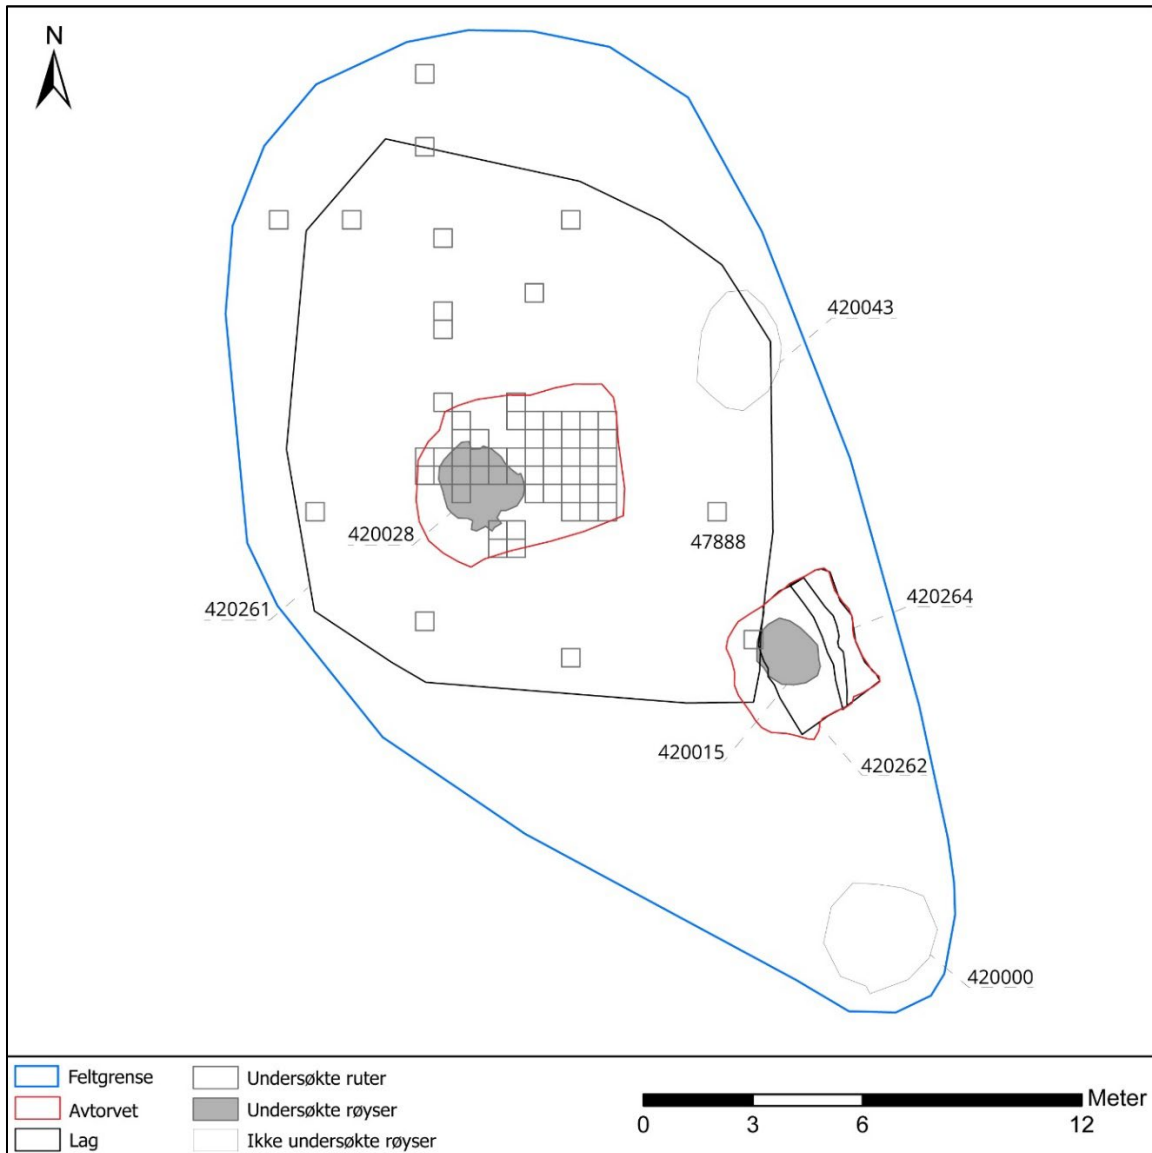 N
420043
420028
47888
420261
420264
420015
420262
420000
Feltgrense
Avtorvet
Lag
Undersøkte ruter
Undersøkte røyser
Ikke undersøkte røyser
Meter
0 3 6 12